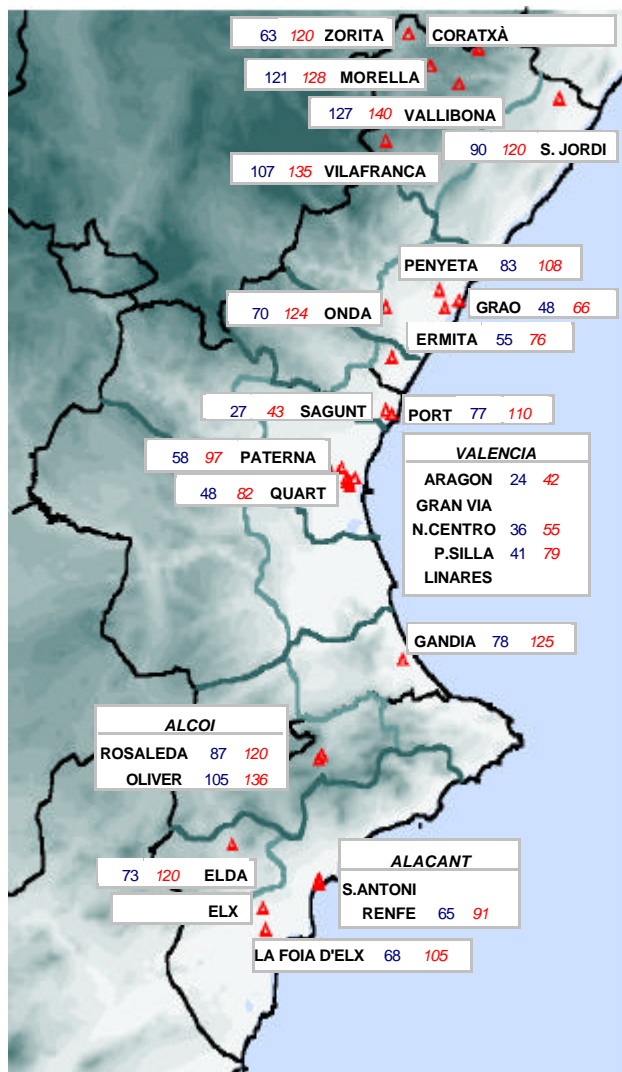 63 120 ZORITA
CORATXÀ
121 128 MORELLA
127 140 VALLIBONA
90 120 S. JORDI
107 135 VILAFRANCA
PENYETA 83 108
70 124 ONDA
GRAO 48 66
ERMITA 55 76
27 43 SAGUNT
PORT 77 110
58 97 PATERNA
48 82 QUART
VALENCIA
ARAGON 24 42
GRAN VIA
N.CENTRO 36 55
P.SILLA 41 79
LINARES
GANDIA 78 125
ALCOI
ROSALEDA 87 120
OLIVER 105 136
73 120 ELDA
ELX
ALACANT
S.ANTONI
RENFE 65 91
LA FOIA D'ELX 68 105